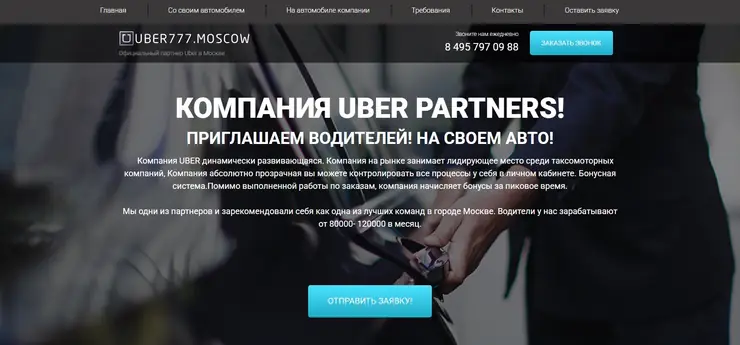 Главная Со своим автомобилем На автомобиле компании Требования Контакты Оставить заявку
UBER777.MOSCOW
Официальный партнер Uber в Москве
Звоните нам ежедневно
8 495 797 09 88
ЗАКАЗАТЬ ЗВОНОК
КОМПАНИЯ UBER PARTNERS!
ПРИГЛАШАЕМ ВОДИТЕЛЕЙ! НА СВОЕМ АВТО!
Компания UBER динамически развивающаяся. Компания на рынке занимает лидирующее место среди таксомоторных
компаний, Компания абсолютно прозрачная вы можете контролировать все процессы у себя в личном кабинете. Бонусная
система.Помимо выполненной работы по заказам, компания начисляет бонусы за пиковое время.
Мы одни из партнеров и зарекомендовали себя как одна из лучших команд в городе Москве. Водители у нас зарабатывают
от 80000- 120000 в месяц.
ОТПРАВИТЬ ЗАЯВКУ!